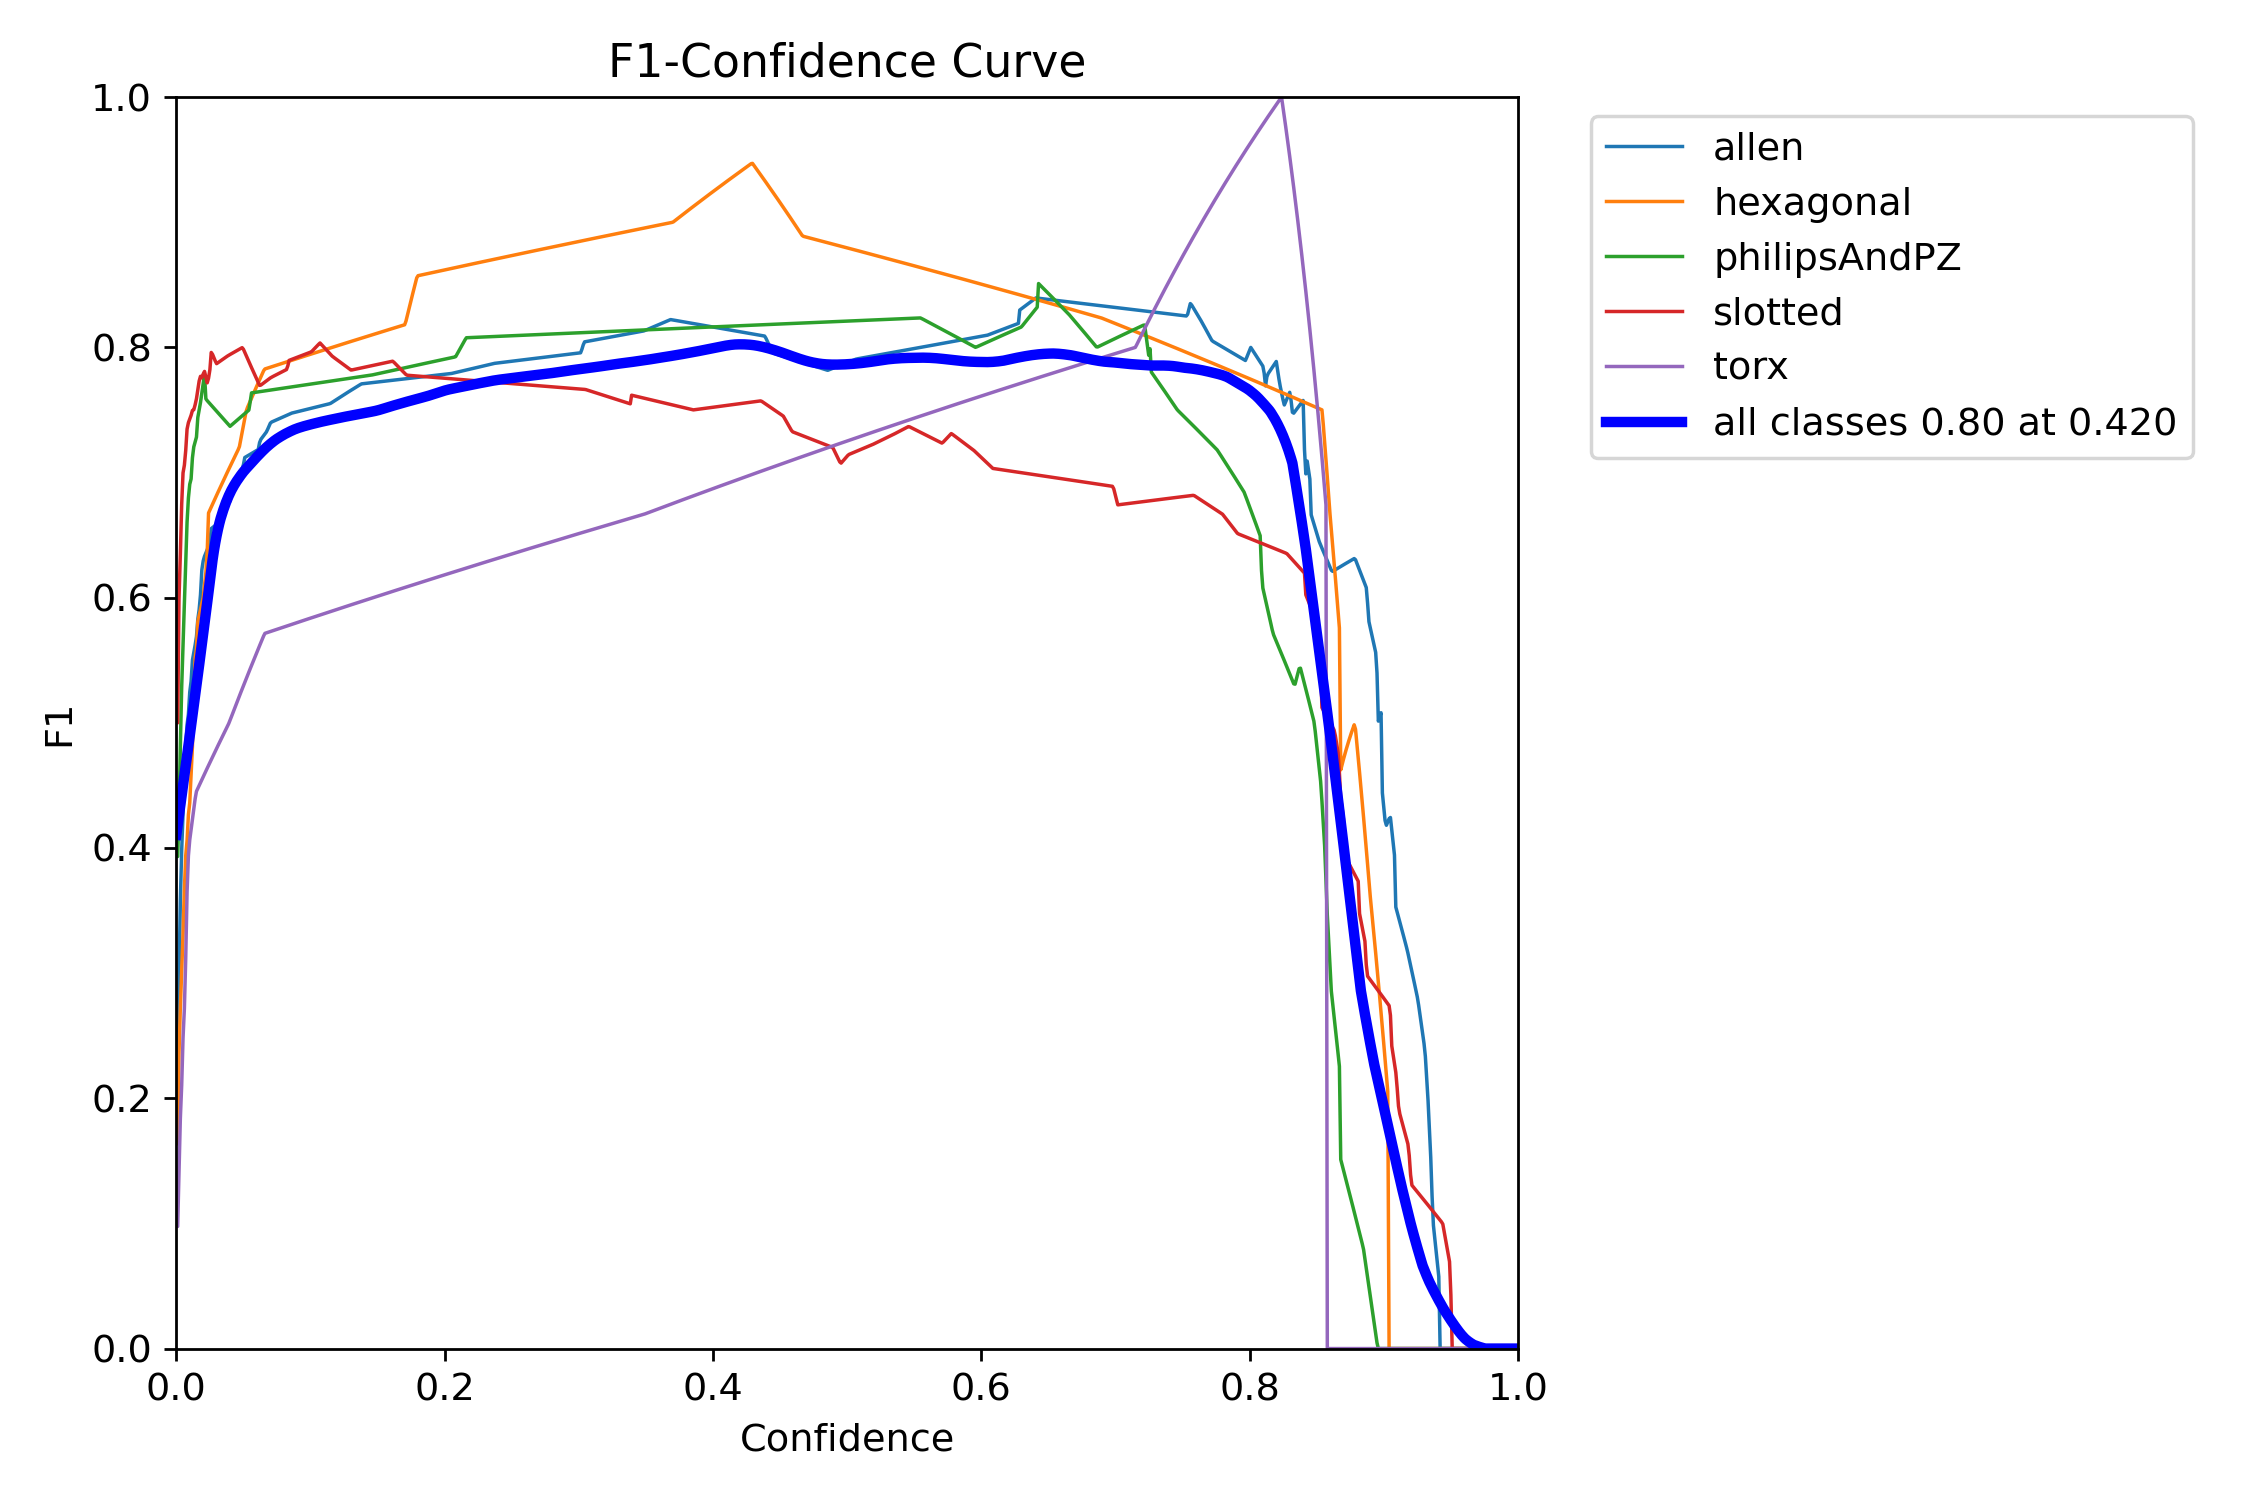 F1-Confidence Curve
1.0
0.8
0.6
0.4
0.2
0.0
F1
0.0 0.2 0.4 0.6 0.8 1.0
Confidence
allen
hexagonal
philipsAndPZ
slotted
torx
all classes 0.80 at 0.420